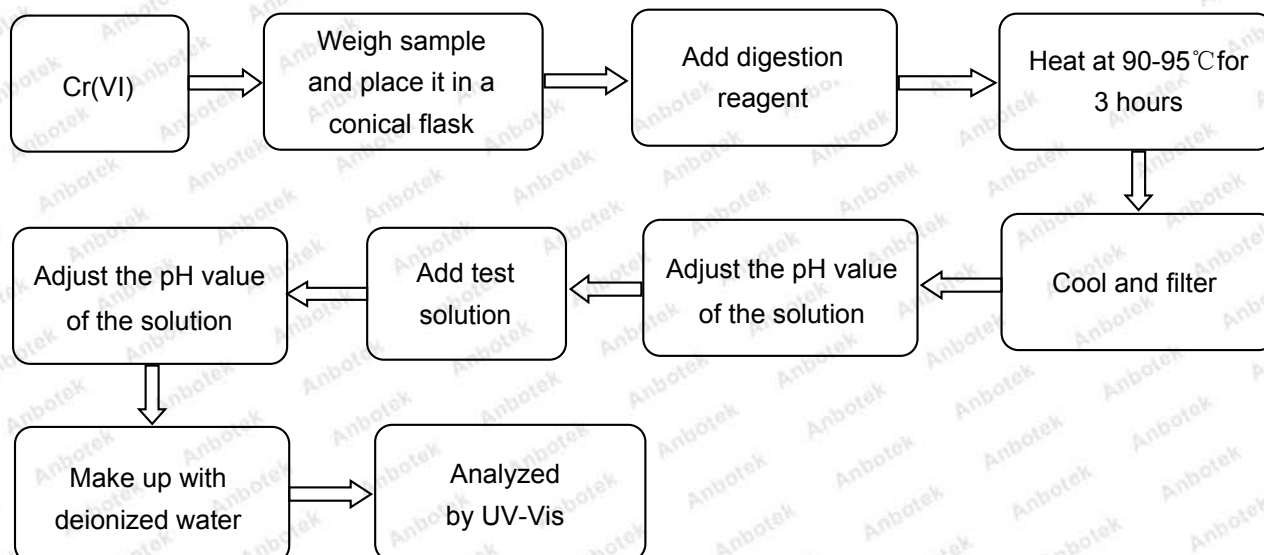 Cr(VI)
Weigh sample
and place it in a
conical flask
Add digestion
reagent
Heat at 90-95℃for
3 hours
Cool and filter
Adjust the pH value
of the solution
Add test
solution
Adjust the pH value
of the solution
Make up with
deionized water
Analyzed
by UV-Vis
Anbotek